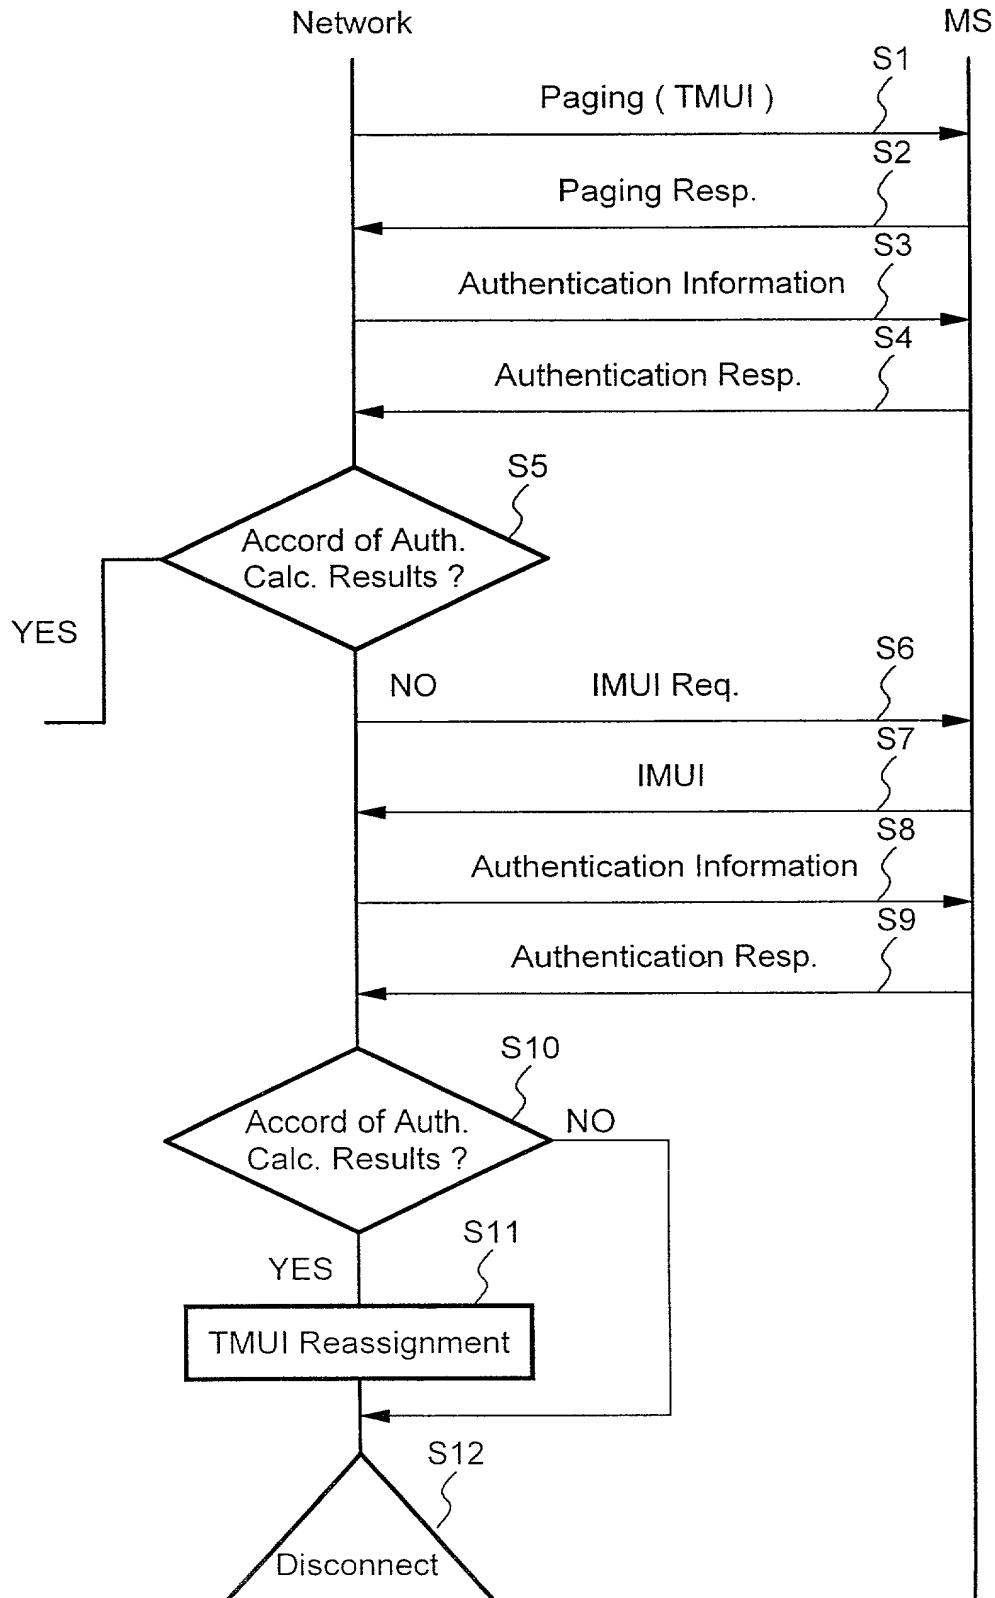 Network
MS
S1
Paging ( TMUI )
S2
Paging Resp.
S3
Authentication Information
S4
Authentication Resp.
S5
Accord of Auth.
Calc. Results ?
YES
NO
S6
IMUI Req.
S7
IMUI
S8
Authentication Information
S9
Authentication Resp.
S10
Accord of Auth.
Calc. Results ?
NO
S11
YES
TMUI Reassignment
S12
Disconnect